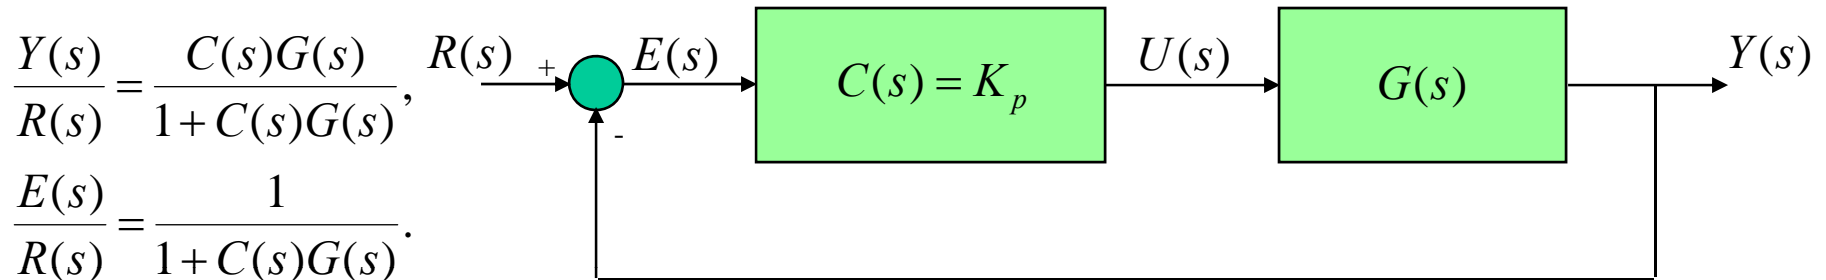 Y(s)/R(s) = C(s)G(s)/(1+C(s)G(s)),
E(s)/R(s) = 1/(1+C(s)G(s)).
R(s) + - E(s) C(s) = K_p U(s) G(s) Y(s)